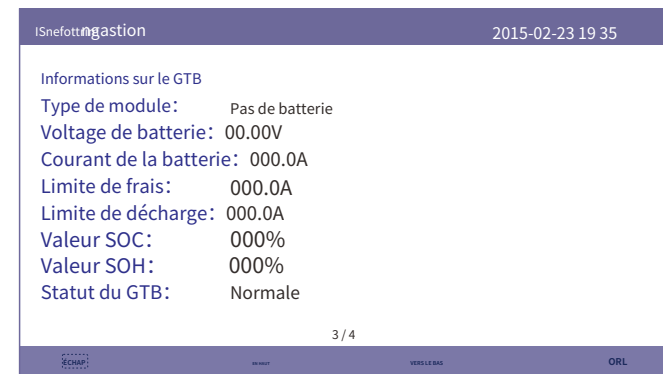 2015-02-23 19 35
Informations sur le GTB
Type de module: Pas de batterie
Voltage de batterie: 00.00V
Courant de la batterie: 000.0A
Limite de frais: 000.0A
Limite de décharge: 000.0A
Valeur SOC: 000%
Valeur SOH: 000%
Statut du GTB: Normale
3 / 4
ÉCHAP EN HAUT VERS LE BAS ORL